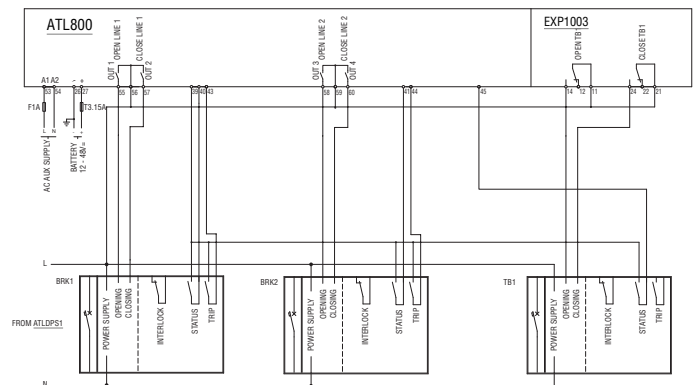 ATL800
EXP1003
OPEN LINE 1
CLOSE LINE 1
OUT 1
OUT 2
OPEN LINE 2
CLOSE LINE 2
OUT 3
OUT 4
OPEN TB1
CLOSE TB1
A1 A2
- +
53 54 26 27 55 56 57 39 40 43 58 59 60 41 44 45 14 12 11 24 22 21
F1A
T3.15A
L N - +
AC AUX SUPPLY
BATTERY
12 - 48V=
L
BRK1
BRK2
TB1
FROM ATLDPS1
POWER SUPPLY
OPENING
CLOSING
INTERLOCK
STATUS
TRIP
POWER SUPPLY
OPENING
CLOSING
INTERLOCK
STATUS
TRIP
POWER SUPPLY
OPENING
CLOSING
INTERLOCK
STATUS
TRIP
N